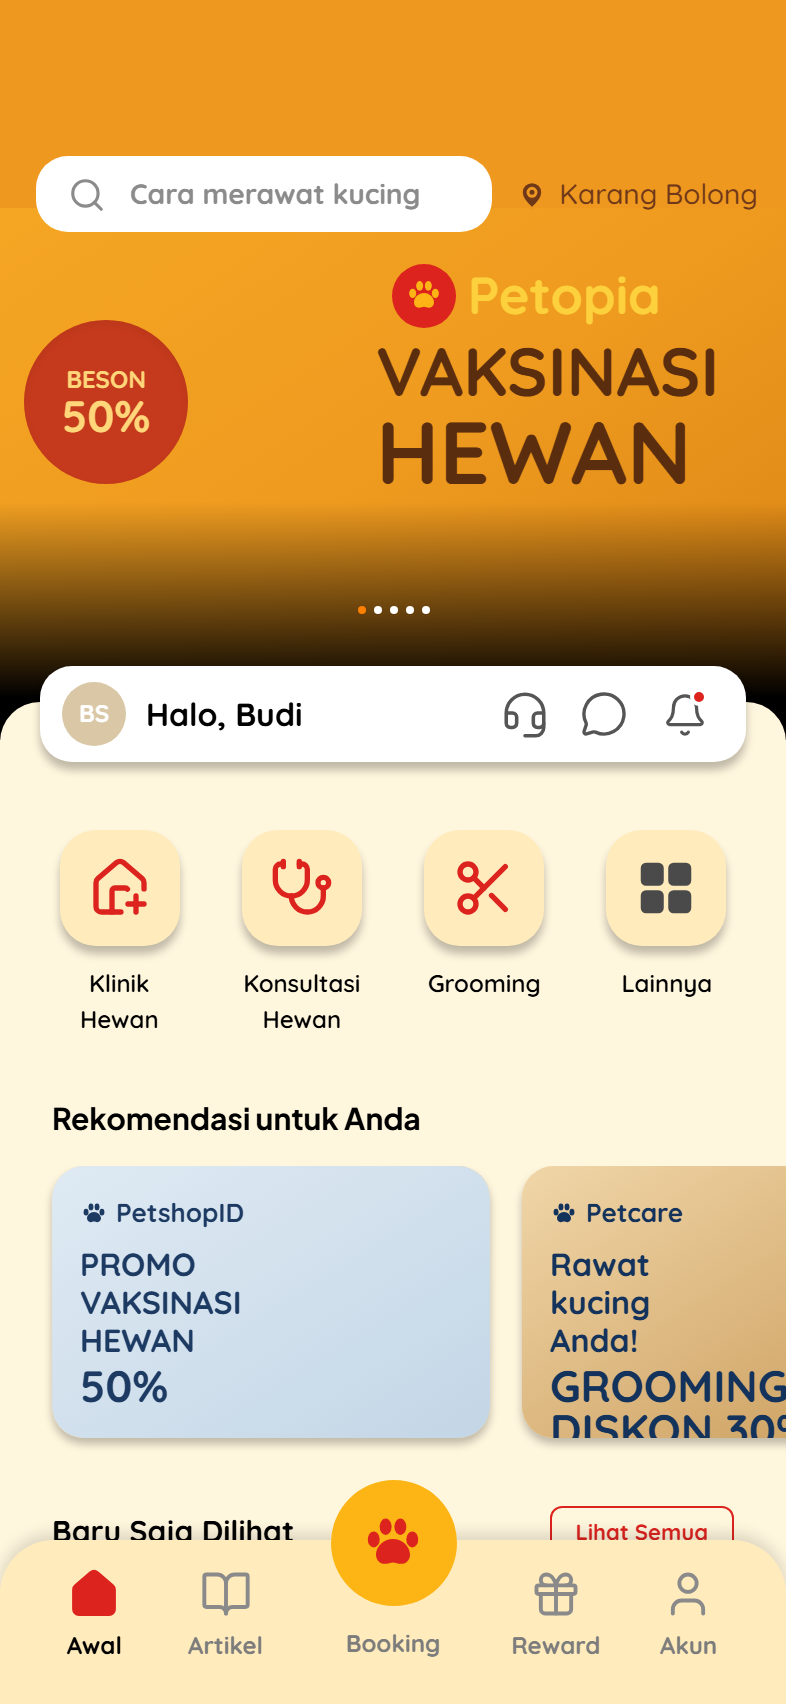 Cara merawat kucing
Karang Bolong
Petopia
VAKSINASI
HEWAN
BESON
50%
BS
Halo, Budi
Klinik
Hewan
Konsultasi
Hewan
Grooming
Lainnya
Rekomendasi untuk Anda
PetshopID
PROMO
VAKSINASI
HEWAN
50%
Petcare
Rawat
kucing
Anda!
GROOMING
DISKON 30%
Baru Saja Dilihat
Lihat Semua
Awal
Artikel
Booking
Reward
Akun